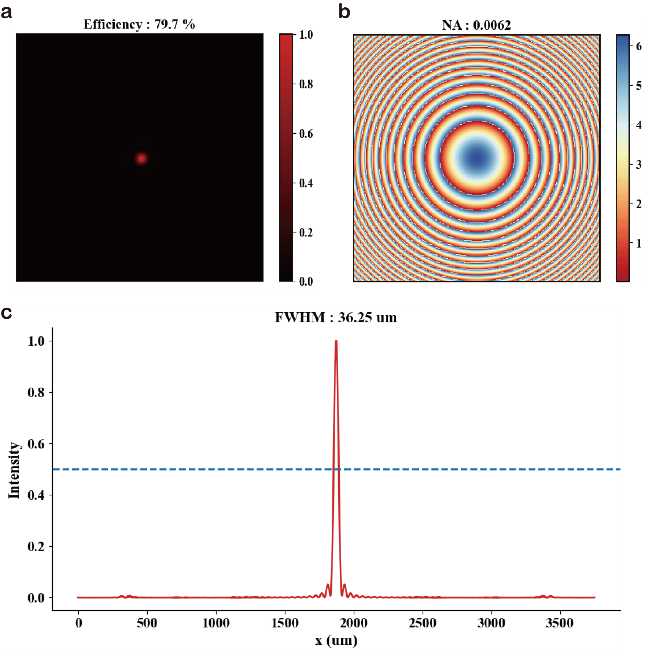 a
Efficiency : 79.7 %
1.0
0.8
0.6
0.4
0.2
0.0
b
NA : 0.0062
6
5
4
3
2
1
c
FWHM : 36.25 um
1.0
0.8
0.6
0.4
0.2
0.0
Intensity
0 500 1000 1500 2000 2500 3000 3500
x (um)